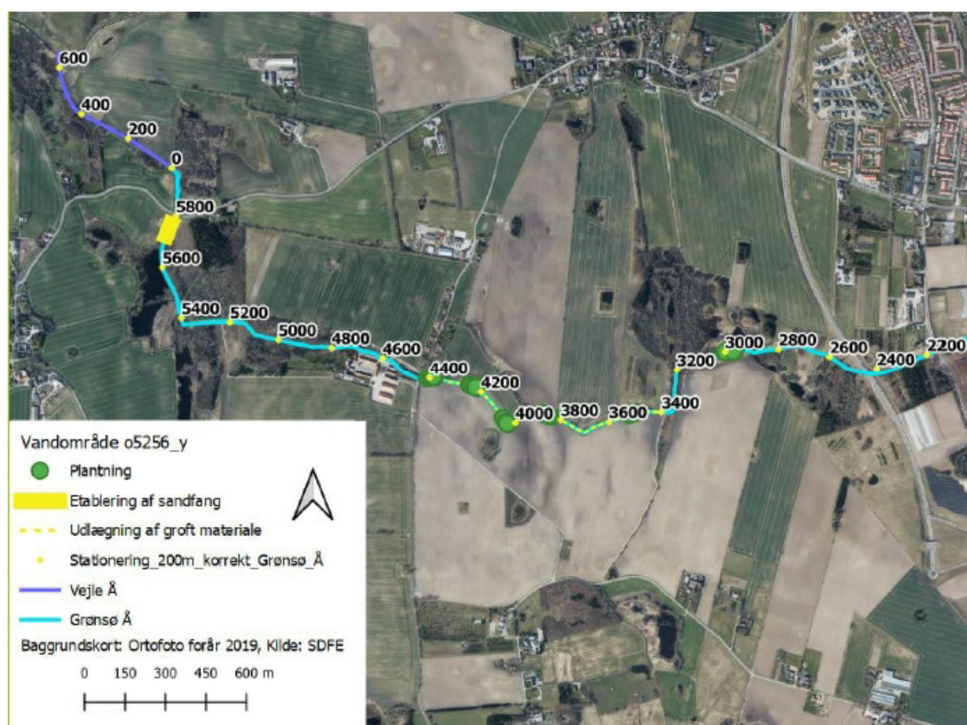 600
400
200
0
5800
5600
5400
5200
5000
4800
4600
4400
4200
4000
3800
3600
3400
3200
3000
2800
2600
2400
2200
Vandområde o5256_y
Plantning
Etablering af sandfang
Udlægning af groft materiale
Stationering_200m_korrekt_Grønsø_Å
Vejle Å
Grønsø Å
Baggrundskort: Ortofoto forår 2019, Kilde: SDFE
0 150 300 450 600 m